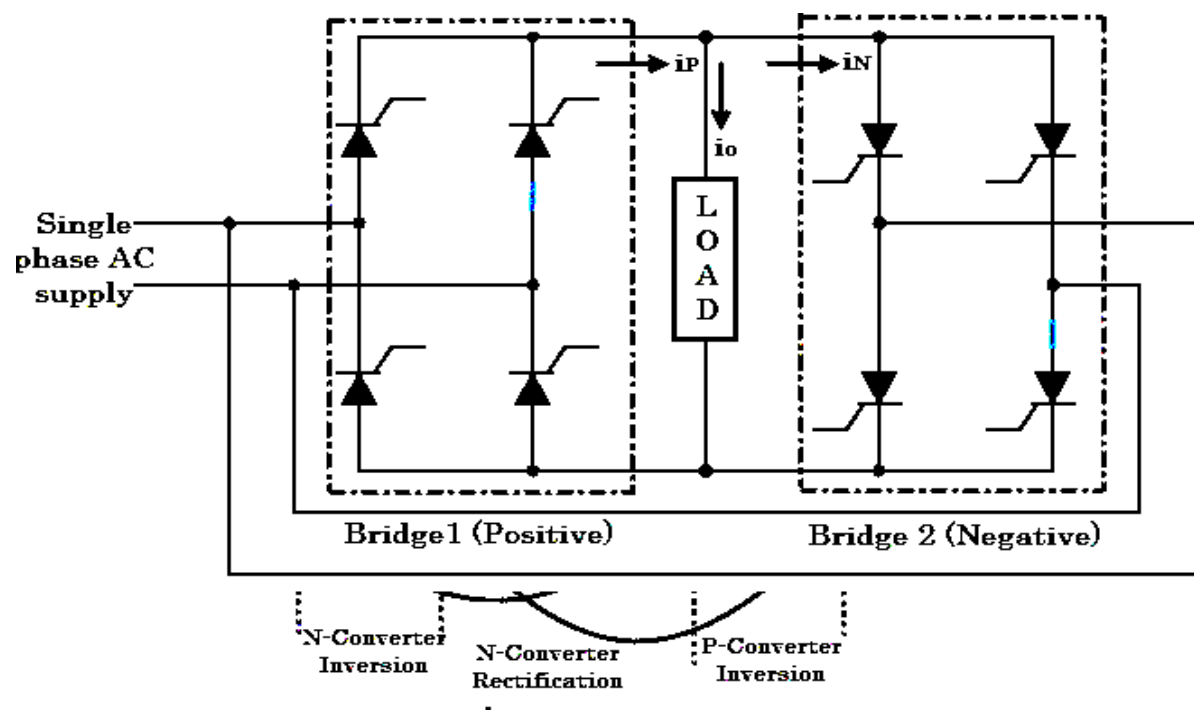 iP
iN
io
L
O
A
D
Single
phase AC
supply
Bridge1 (Positive)
Bridge 2 (Negative)
N-Converter
Inversion
N-Converter
Rectification
P-Converter
Inversion